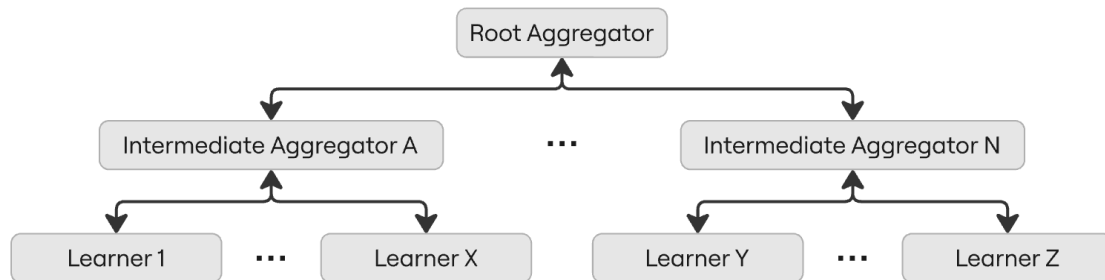 Root Aggregator
Intermediate Aggregator A
...
Intermediate Aggregator N
Learner 1
...
Learner X
Learner Y
...
Learner Z